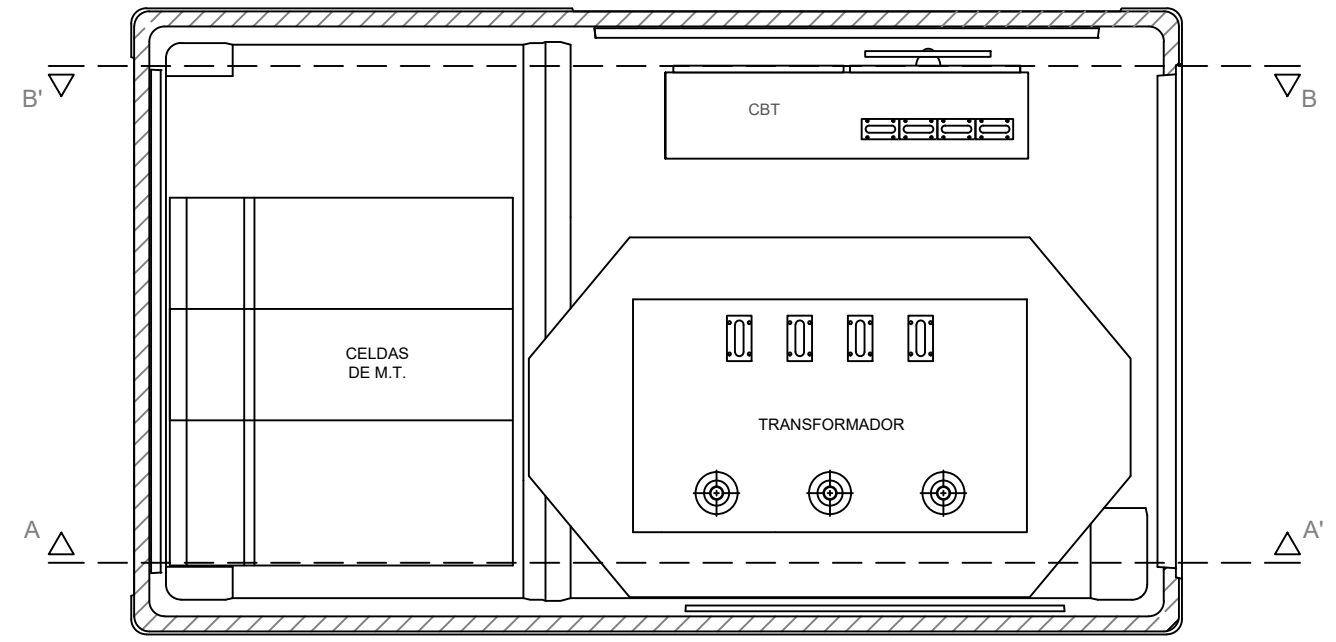 B'
B
CBT
CELDAS
DE M.T.
TRANSFORMADOR
A
A'